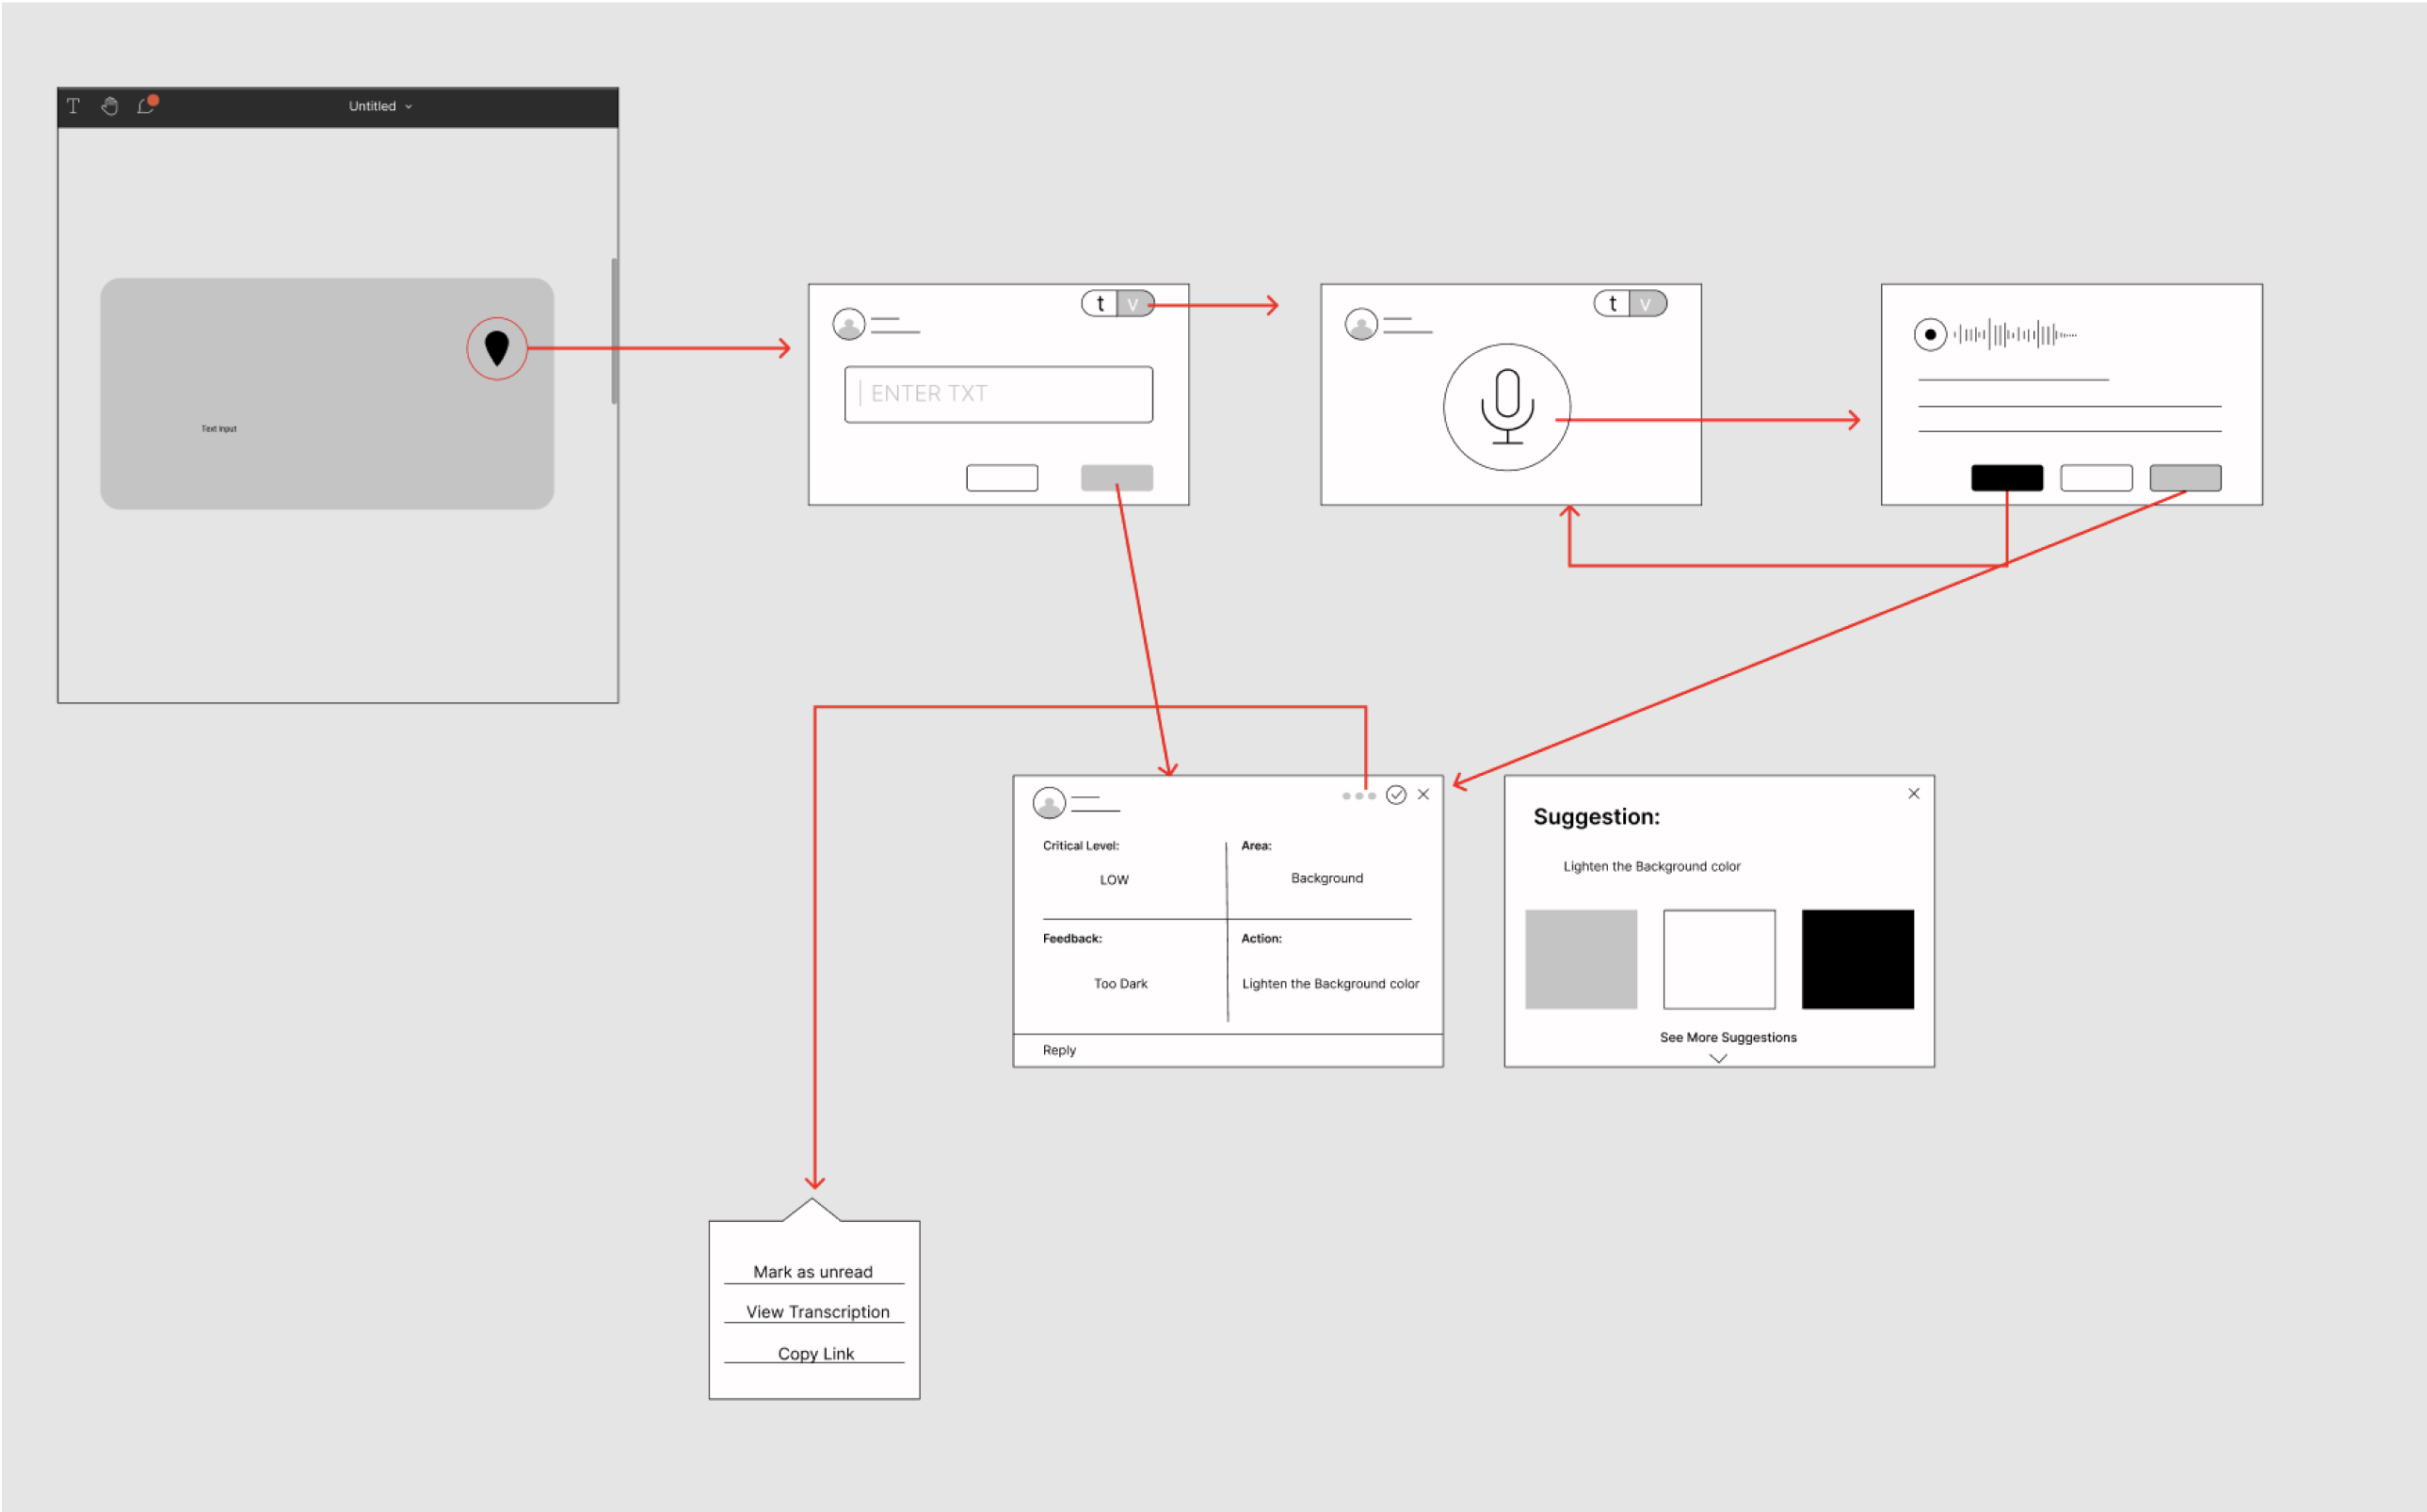 T
Untitled
Text Input
t v
ENTER TXT
t v
Critical Level:
LOW
Area:
Background
Feedback:
Too Dark
Action:
Lighten the Background color
Reply
Suggestion:
Lighten the Background color
See More Suggestions
Mark as unread
View Transcription
Copy Link